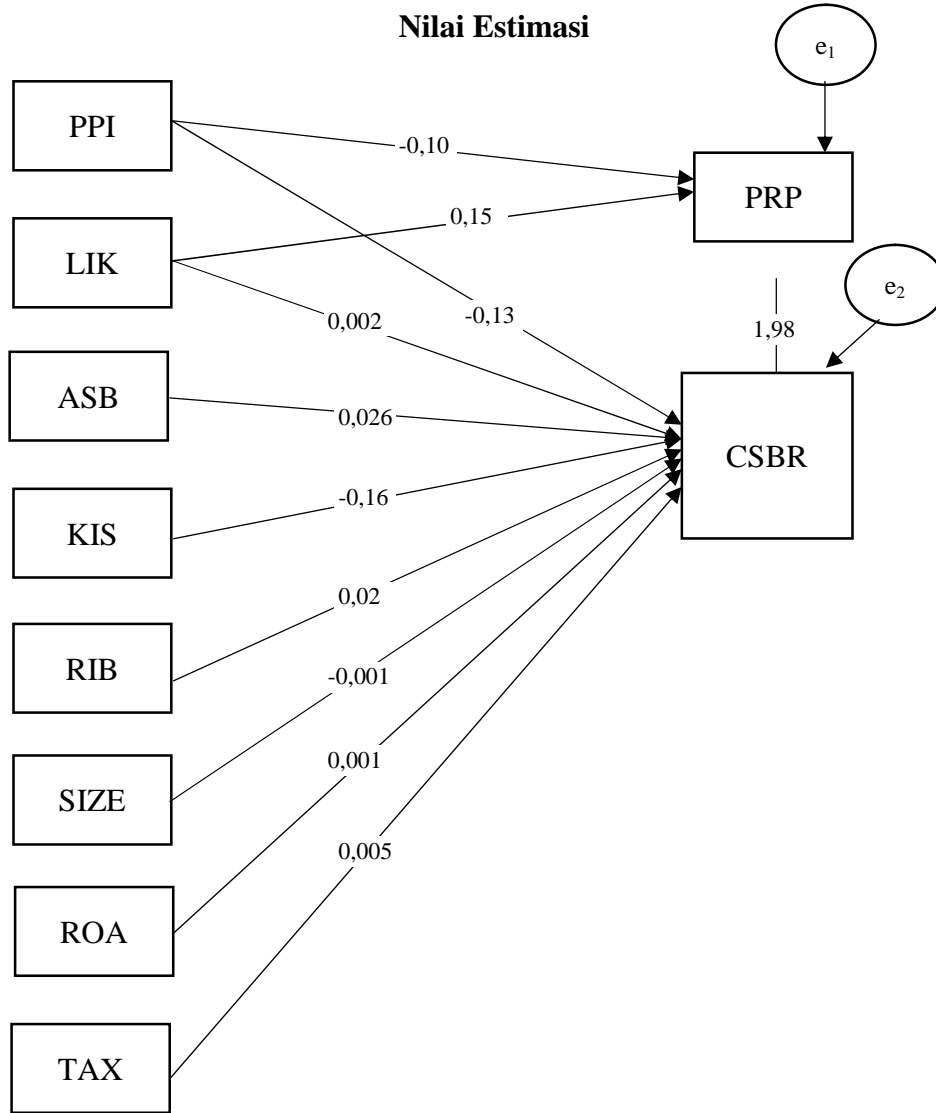 Nilai Estimasi
e1
PPI
-0,10
PRP
LIK
0,15
e2
0,002
-0,13
1,98
ASB
0,026
CSBR
KIS
-0,16
RIB
0,02
-0,001
SIZE
0,001
0,005
ROA
TAX